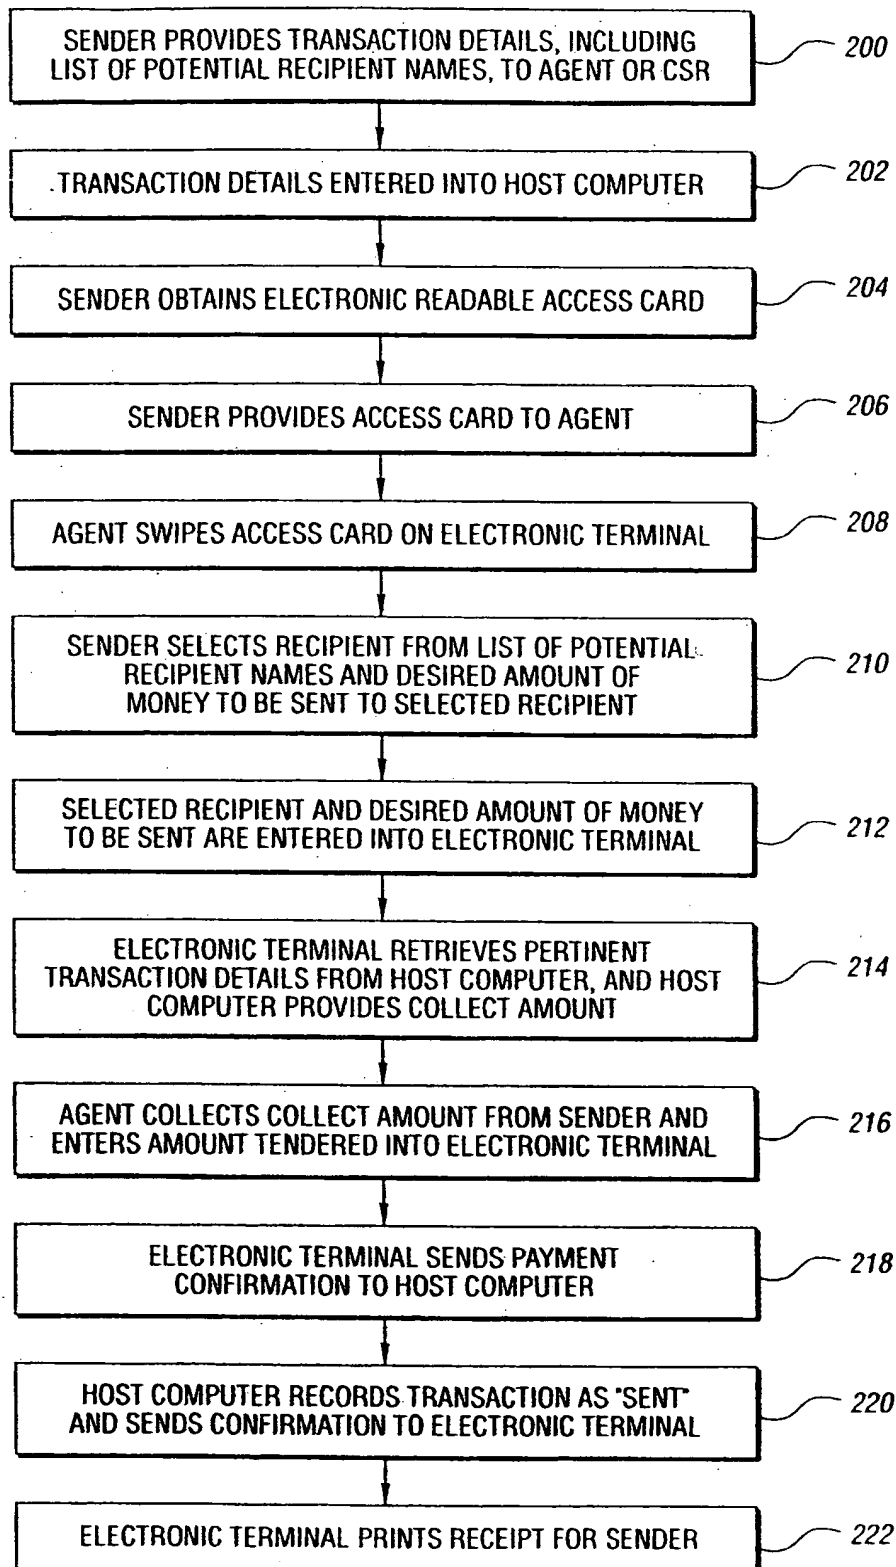 SENDER PROVIDES TRANSACTION DETAILS, INCLUDING
LIST OF POTENTIAL RECIPIENT NAMES, TO AGENT OR CSR
200
TRANSACTION DETAILS ENTERED INTO HOST COMPUTER
202
SENDER OBTAINS ELECTRONIC READABLE ACCESS CARD
204
SENDER PROVIDES ACCESS CARD TO AGENT
206
AGENT SWIPES ACCESS CARD ON ELECTRONIC TERMINAL
208
SENDER SELECTS RECIPIENT FROM LIST OF POTENTIAL
RECIPIENT NAMES AND DESIRED AMOUNT OF
MONEY TO BE SENT TO SELECTED RECIPIENT
210
SELECTED RECIPIENT AND DESIRED AMOUNT OF MONEY
TO BE SENT ARE ENTERED INTO ELECTRONIC TERMINAL
212
ELECTRONIC TERMINAL RETRIEVES PERTINENT
TRANSACTION DETAILS FROM HOST COMPUTER, AND HOST
COMPUTER PROVIDES COLLECT AMOUNT
214
AGENT COLLECTS COLLECT AMOUNT FROM SENDER AND
ENTERS AMOUNT TENDERED INTO ELECTRONIC TERMINAL
216
ELECTRONIC TERMINAL SENDS PAYMENT
CONFIRMATION TO HOST COMPUTER
218
HOST COMPUTER RECORDS TRANSACTION AS "SENT"
AND SENDS CONFIRMATION TO ELECTRONIC TERMINAL
220
ELECTRONIC TERMINAL PRINTS RECEIPT FOR SENDER
222